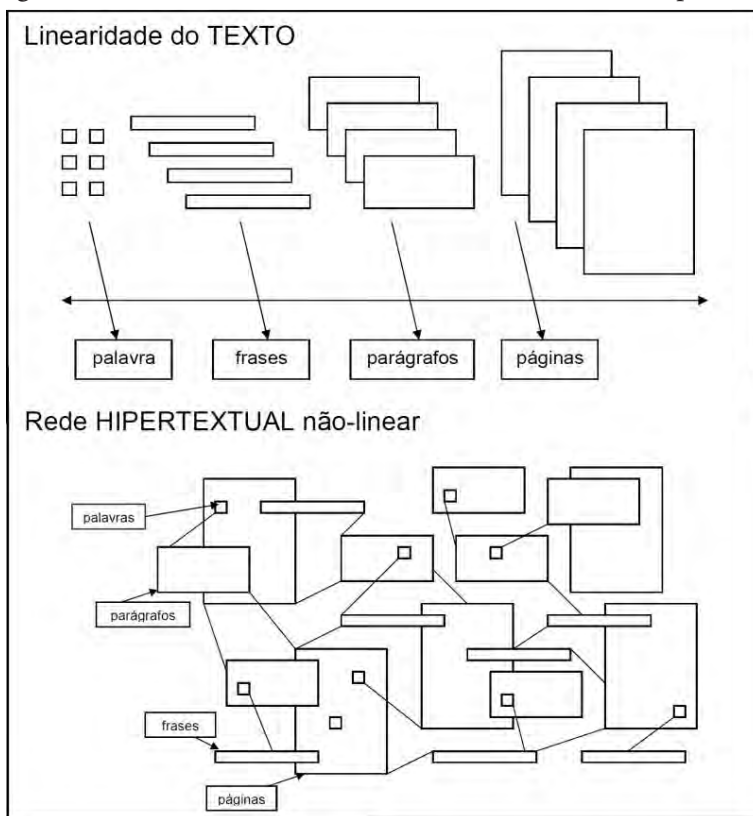 Linearidade do TEXTO
palavra
frases
parágrafos
páginas
Rede HIPERTEXTUAL não-linear
palavras
parágrafos
frases
páginas